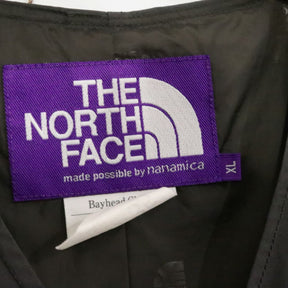 THE
NORTH
FACE
made possible by nanamica
XL
Bayhead